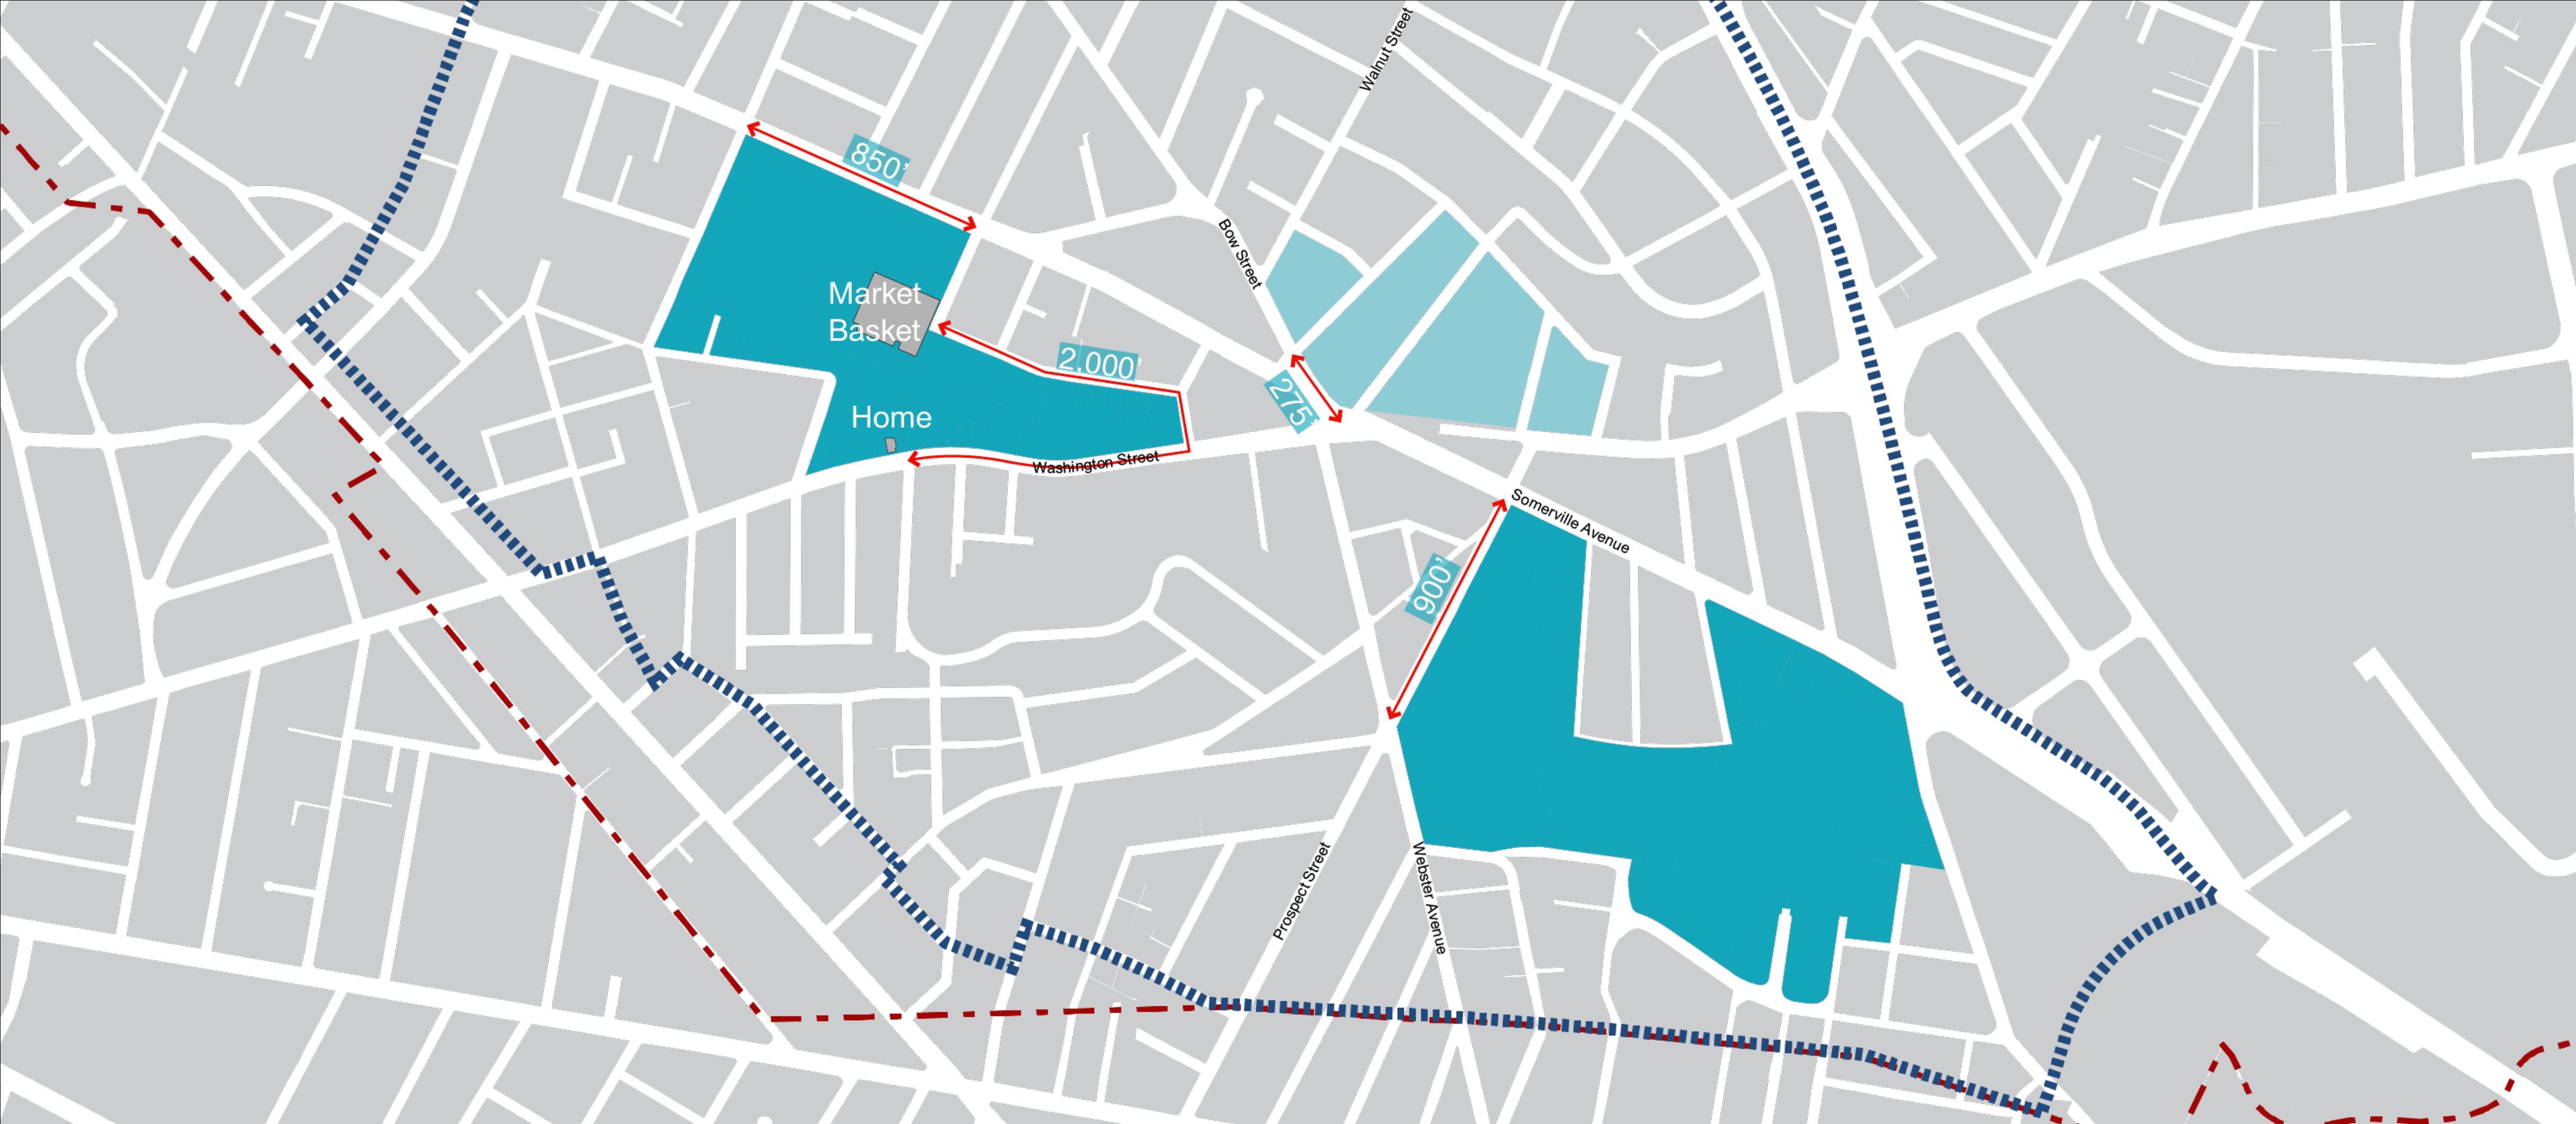 Walnut Street
850'
Bow Street
Market
Basket
2,000'
275'
Home
Washington Street
Somerville Avenue
900'
Prospect Street
Webster Avenue